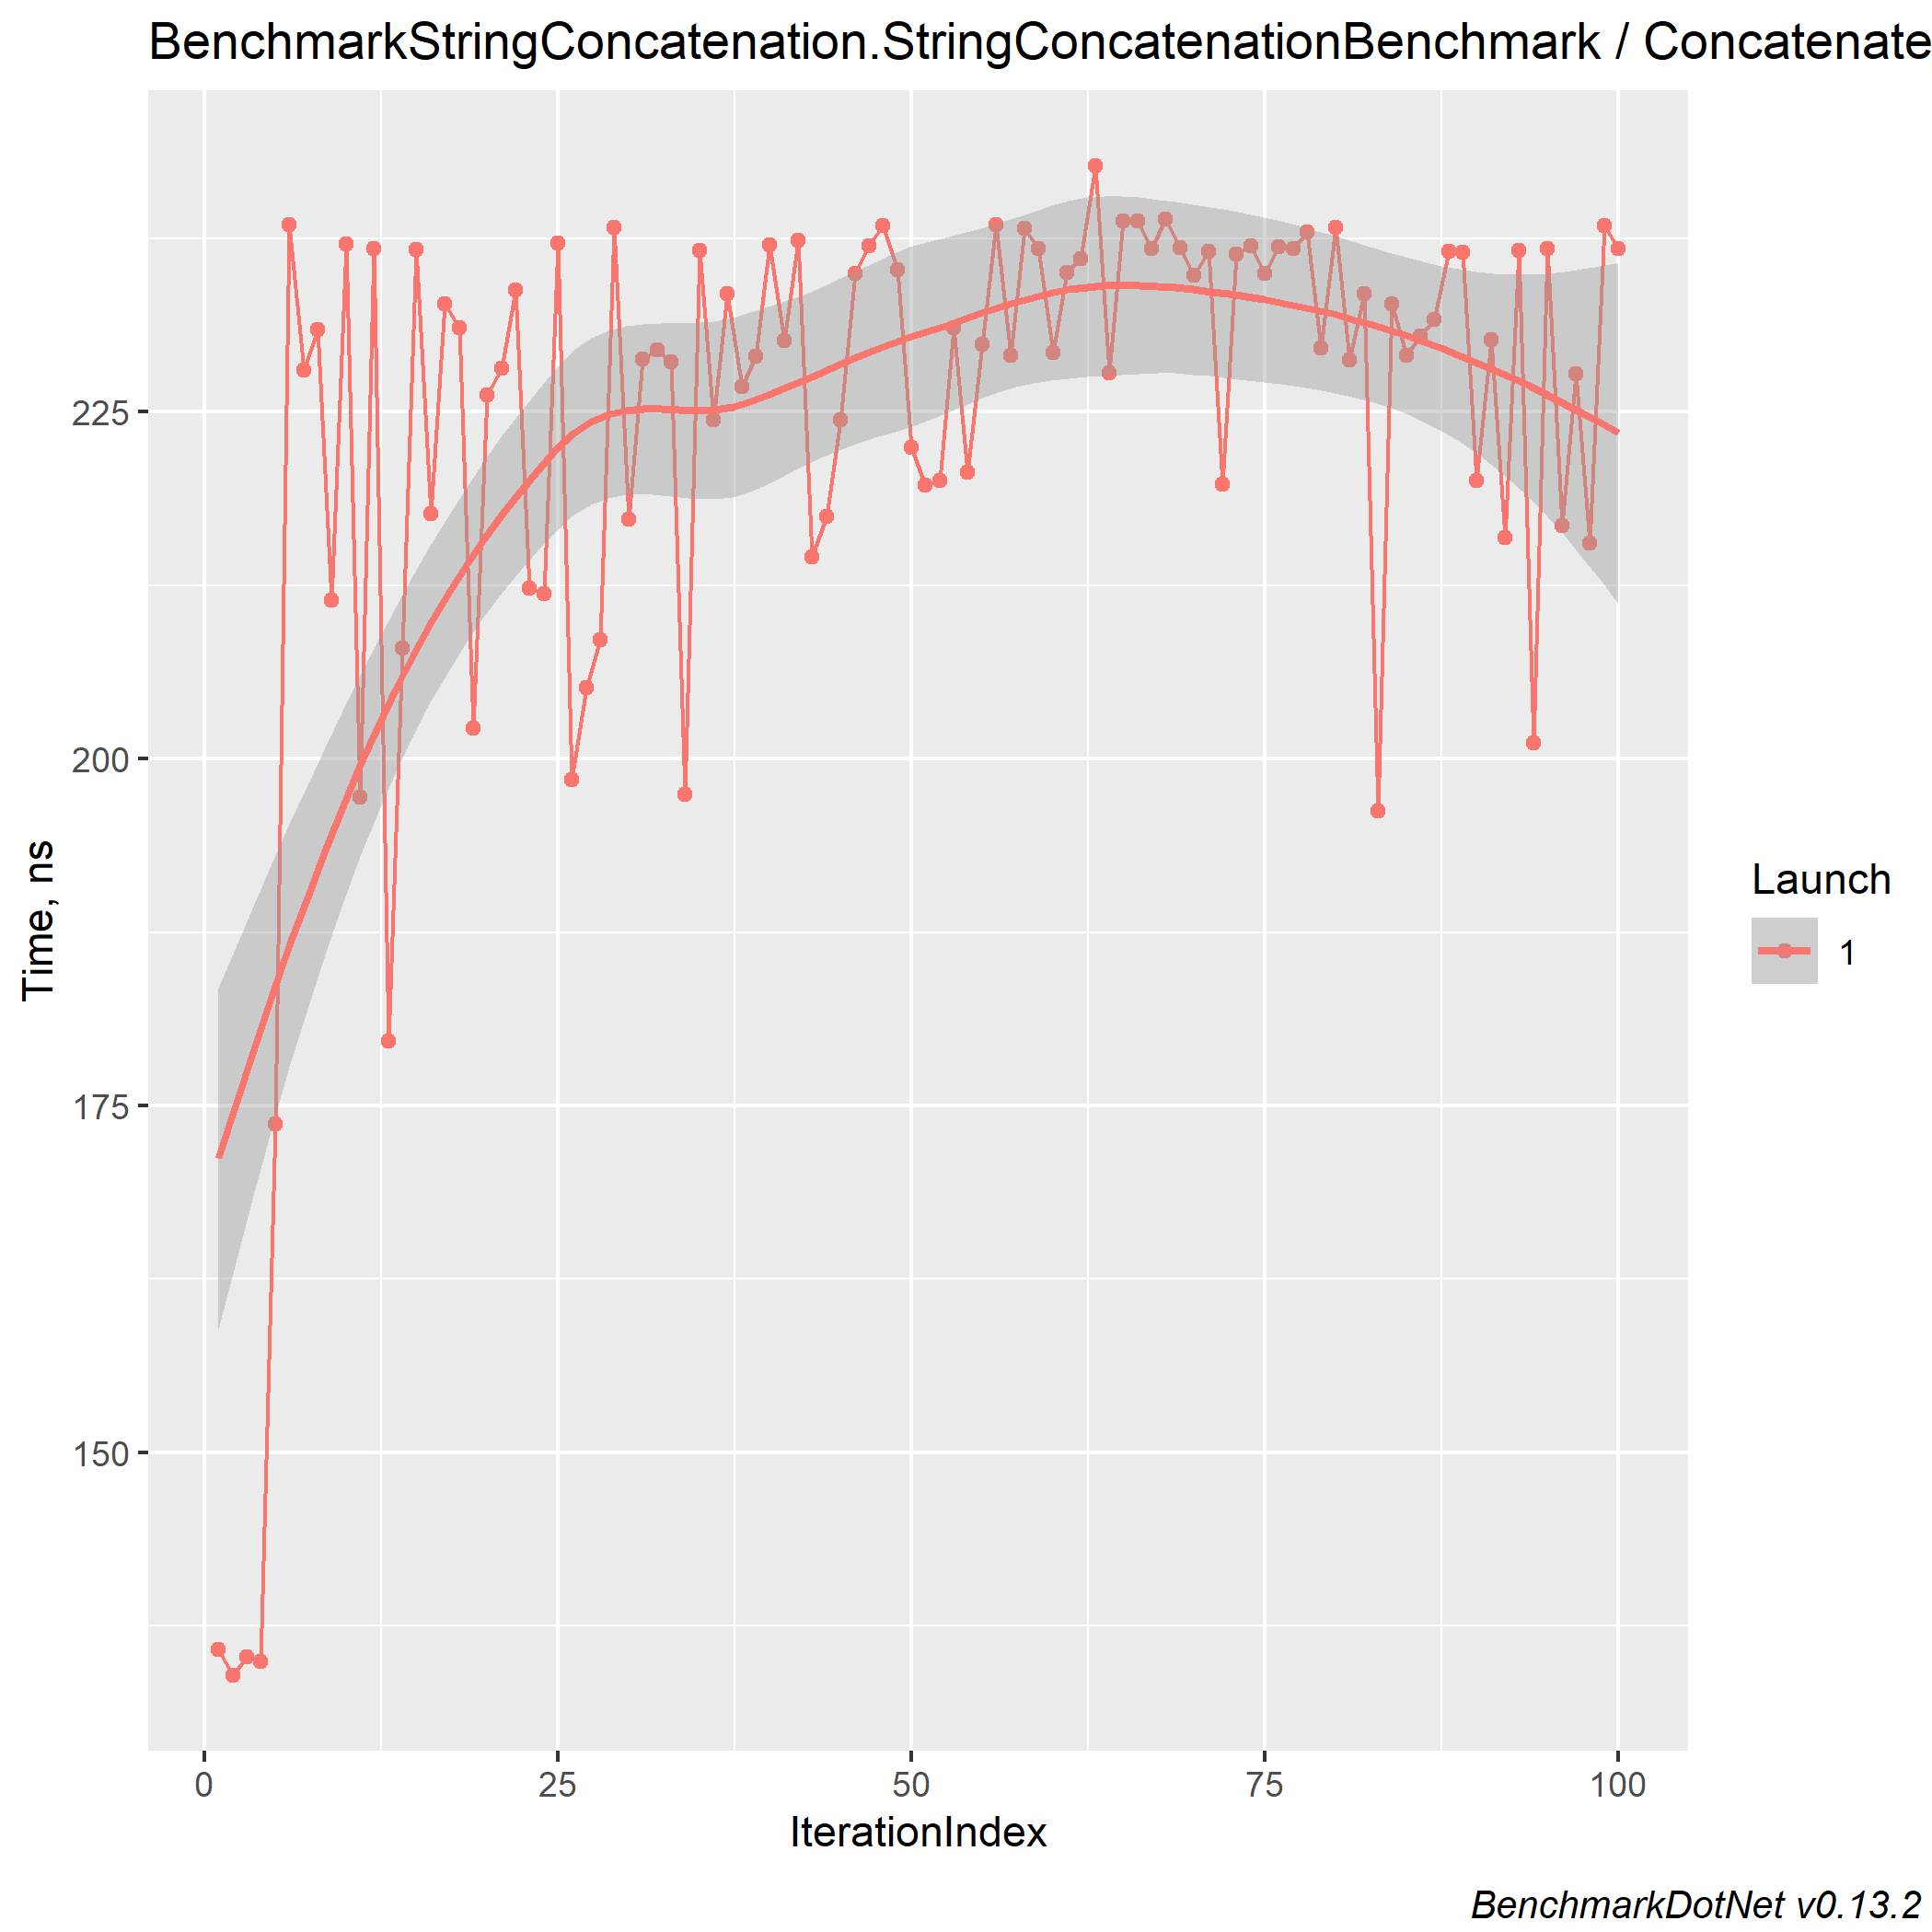 BenchmarkStringConcatenation.StringConcatenationBenchmark / Concatenate
225
200
175
150
Time, ns
0 25 50 75 100
IterationIndex
Launch
1
BenchmarkDotNet v0.13.2